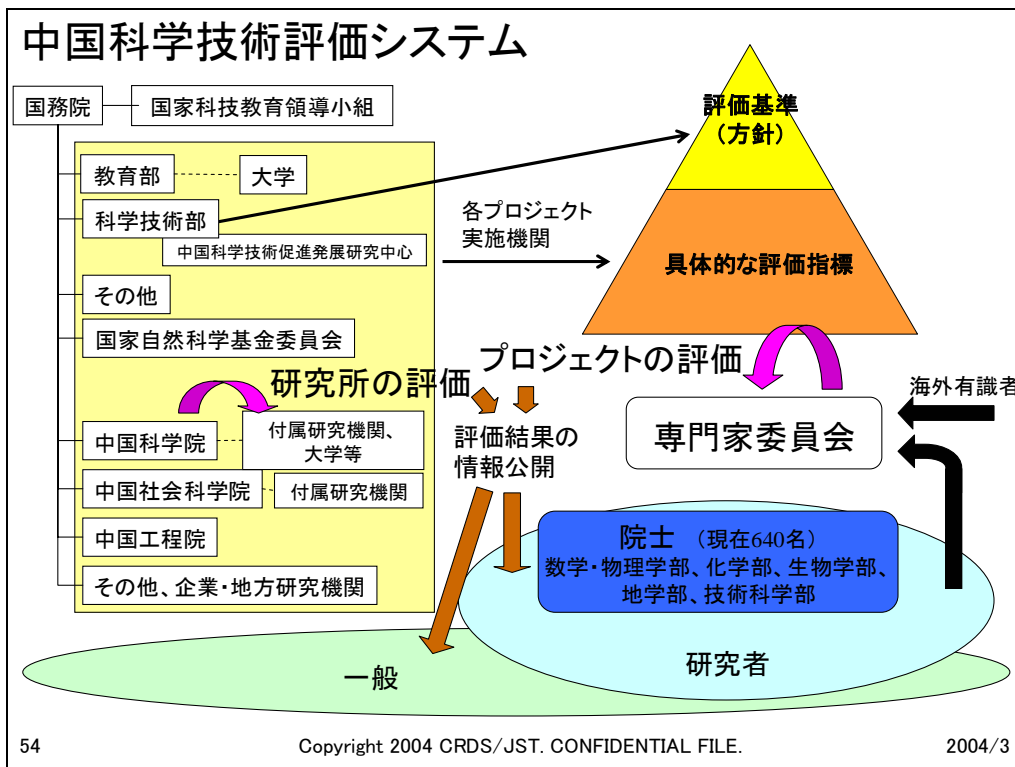 中国科学技術評価システム
国務院
国家科技教育領導小組
教育部
大学
科学技術部
中国科学技術促進発展研究中心
その他
国家自然科学基金委員会
研究所の評価
中国科学院
付属研究機関、
大学等
中国社会科学院
付属研究機関
中国工程院
その他、企業・地方研究機関
各プロジェクト
実施機関
評価基準
（方針）
具体的な評価指標
プロジェクトの評価
評価結果の
情報公開
専門家委員会
海外有識者
院士 （現在640名）
数学・物理学部、化学部、生物学部、
地学部、技術科学部
研究者
一般
54
Copyright 2004 CRDS/JST. CONFIDENTIAL FILE.
2004/3